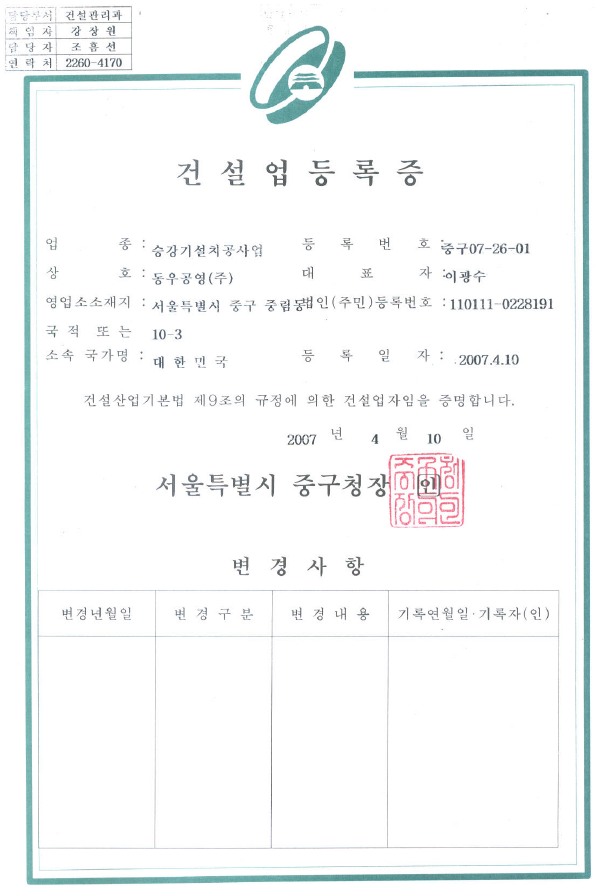 담당부서 건설관리과
책임자 강창원
담당자 조흠선
연락처 2260-4170
건설업등록증
업 종 : 승강기설치공사업 등 록 번 호 : 중구07-26-01
상 호 : 동우공영(주) 대 표 자 : 이광수
영업소소재지 : 서울특별시 중구 중림동 법인(주민)등록번호 : 110111-0228191
국적 또는 10-3
소속 국가명 : 대한민국 등 록 일 자 : 2007.4.10
건설산업기본법 제9조의 규정에 의한 건설업자임을 증명합니다.
2007 년 4 월 10 일
서울특별시 중구청장 인
변경사항
변경년월일 변경구분 변경내용 기록연월일·기록자(인)